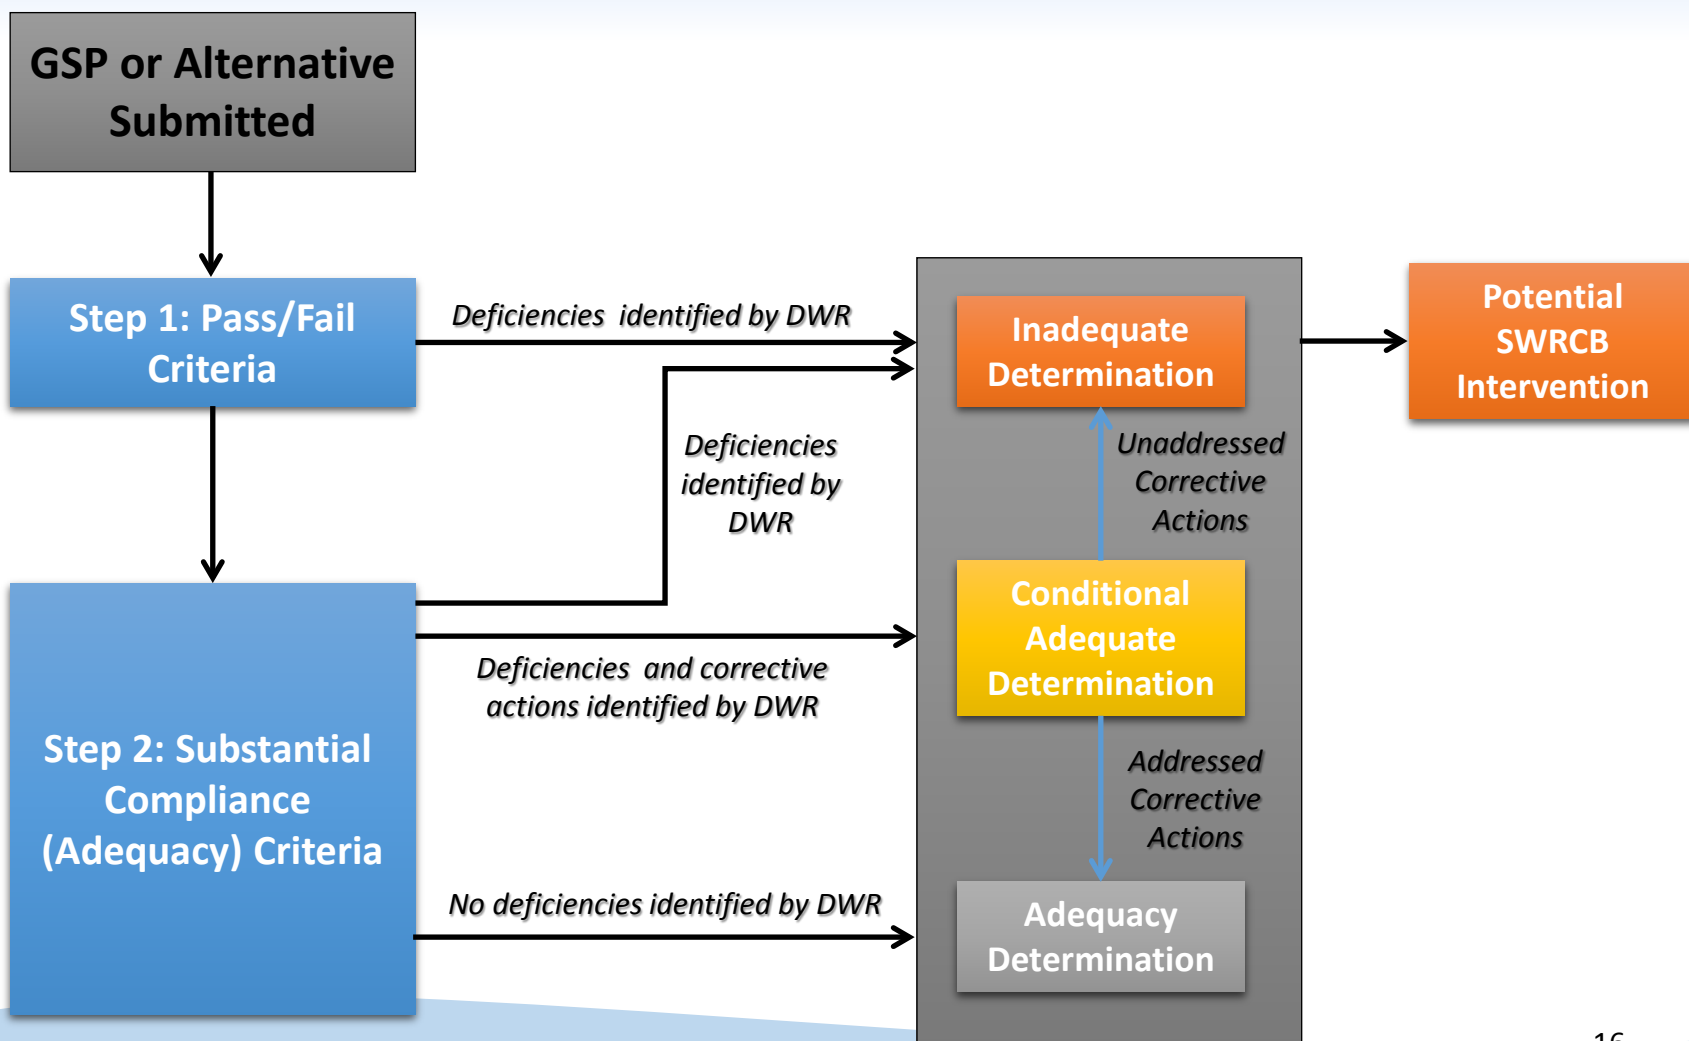 GSP or Alternative
Submitted
Step 1: Pass/Fail
Criteria
Deficiencies identified by DWR
Inadequate
Determination
Potential
SWRCB
Intervention
Deficiencies
identified by
DWR
Unaddressed
Corrective
Actions
Conditional
Adequate
Determination
Deficiencies and corrective
actions identified by DWR
Step 2: Substantial
Compliance
(Adequacy) Criteria
Addressed
Corrective
Actions
No deficiencies identified by DWR
Adequacy
Determination
16